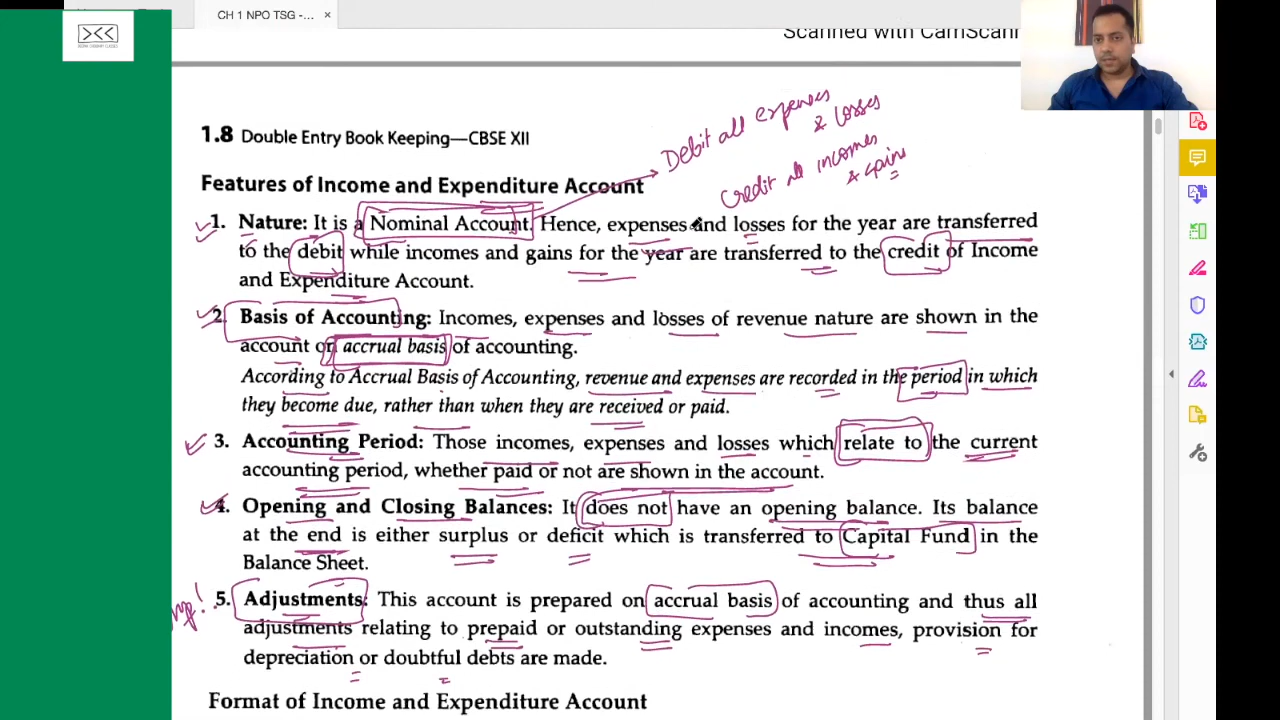 CH 1 NPO TSG -...
×
Scanned with CamScann
1.8 Double Entry Book Keeping—CBSE XII
Debit all expenses
& losses
Credit all incomes
& gains
Features of Income and Expenditure Account
1. Nature: It is a Nominal Account. Hence, expenses and losses for the year are transferred
to the debit while incomes and gains for the year are transferred to the credit of Income
and Expenditure Account.
2. Basis of Accounting: Incomes, expenses and losses of revenue nature are shown in the
account on accrual basis of accounting.
According to Accrual Basis of Accounting, revenue and expenses are recorded in the period in which
they become due, rather than when they are received or paid.
3. Accounting Period: Those incomes, expenses and losses which relate to the current
accounting period, whether paid or not are shown in the account.
4. Opening and Closing Balances: It does not have an opening balance. Its balance
at the end is either surplus or deficit which is transferred to Capital Fund in the
Balance Sheet.
5. Adjustments: This account is prepared on accrual basis of accounting and thus all
adjustments relating to prepaid or outstanding expenses and incomes, provision for
depreciation or doubtful debts are made.
Format of Income and Expenditure Account